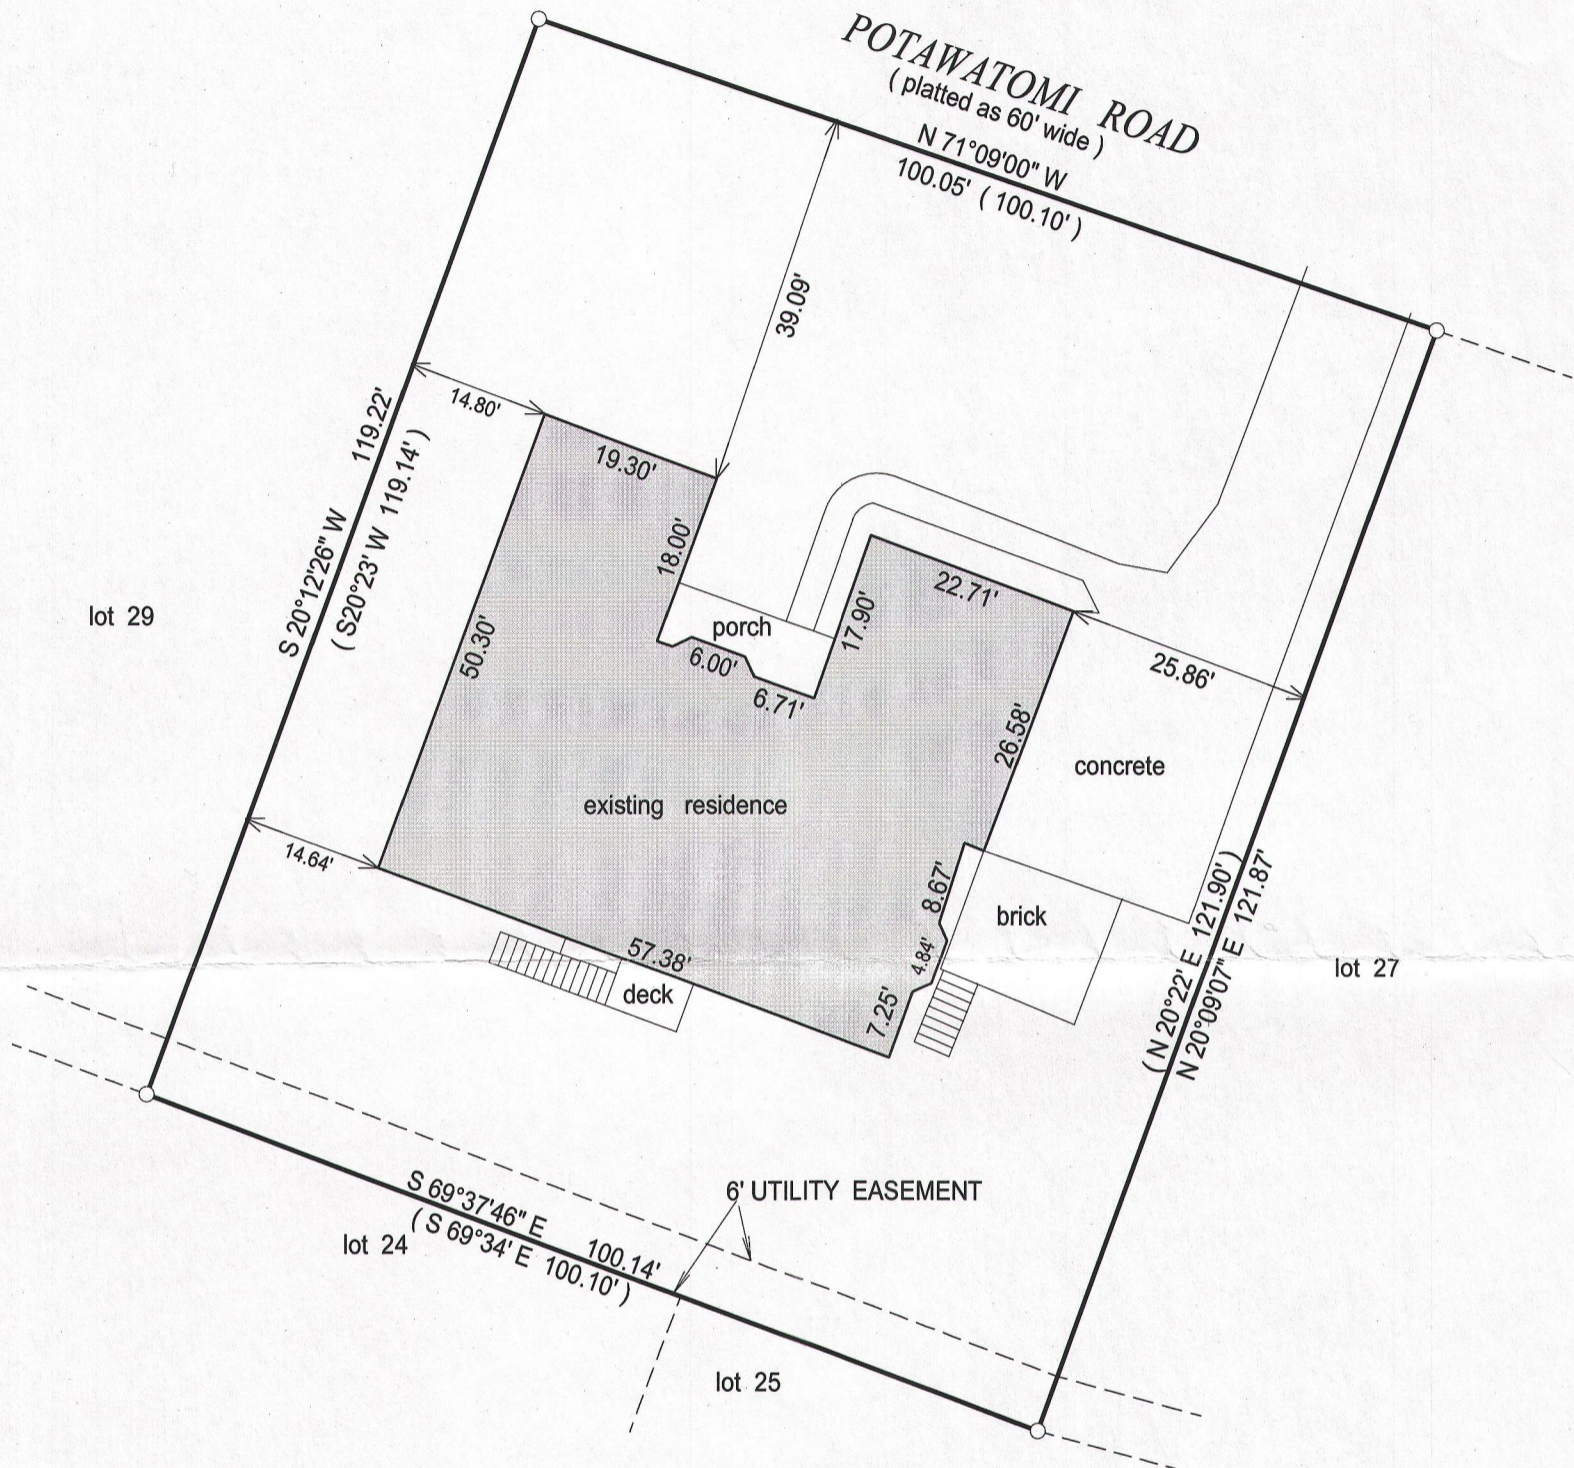 POTAWATOMI ROAD
( platted as 60' wide )
N 71°09'00" W
100.05' ( 100.10' )
39.09'
14.80'
19.30'
119.22'
( S20°23' W 119.14' )
S 20°12'26" W
18.00'
lot 29
porch
17.90'
22.71'
6.00'
6.71'
50.30'
25.86'
26.58'
concrete
existing residence
14.64'
8.67'
brick
4.84'
57.38'
deck
7.25'
( N 20°22' E 121.90' )
N 20°09'07" E 121.87'
lot 27
6' UTILITY EASEMENT
S 69°37'46" E 100.14'
( S 69°34' E 100.10' )
lot 24
lot 25